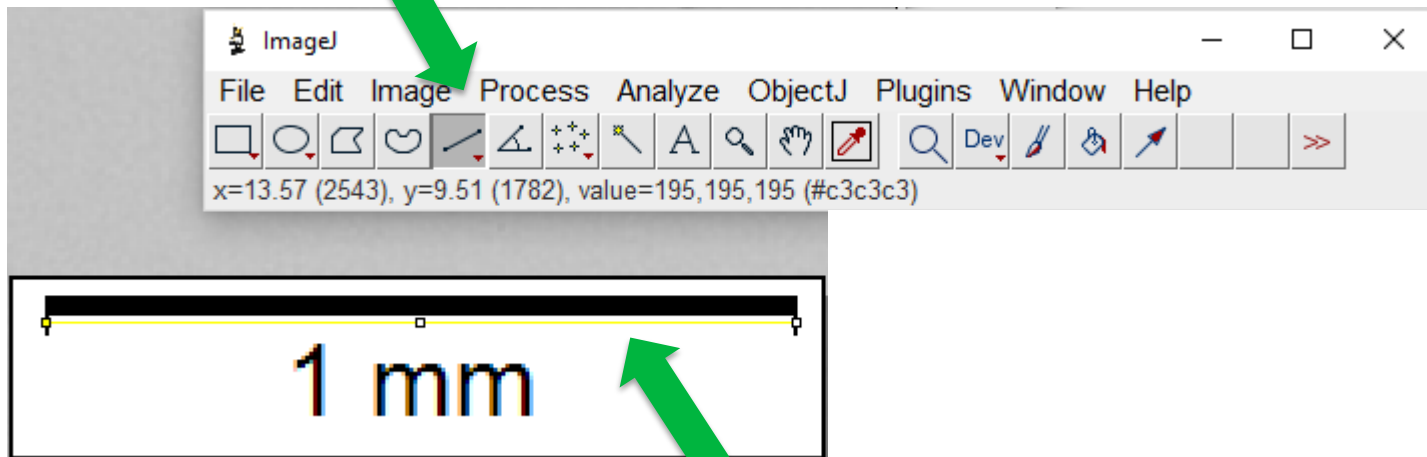 ImageJ
File Edit Image Process Analyze ObjectJ Plugins Window Help
A Dev >>
x=13.57 (2543), y=9.51 (1782), value=195,195,195 (#c3c3c3)
1 mm